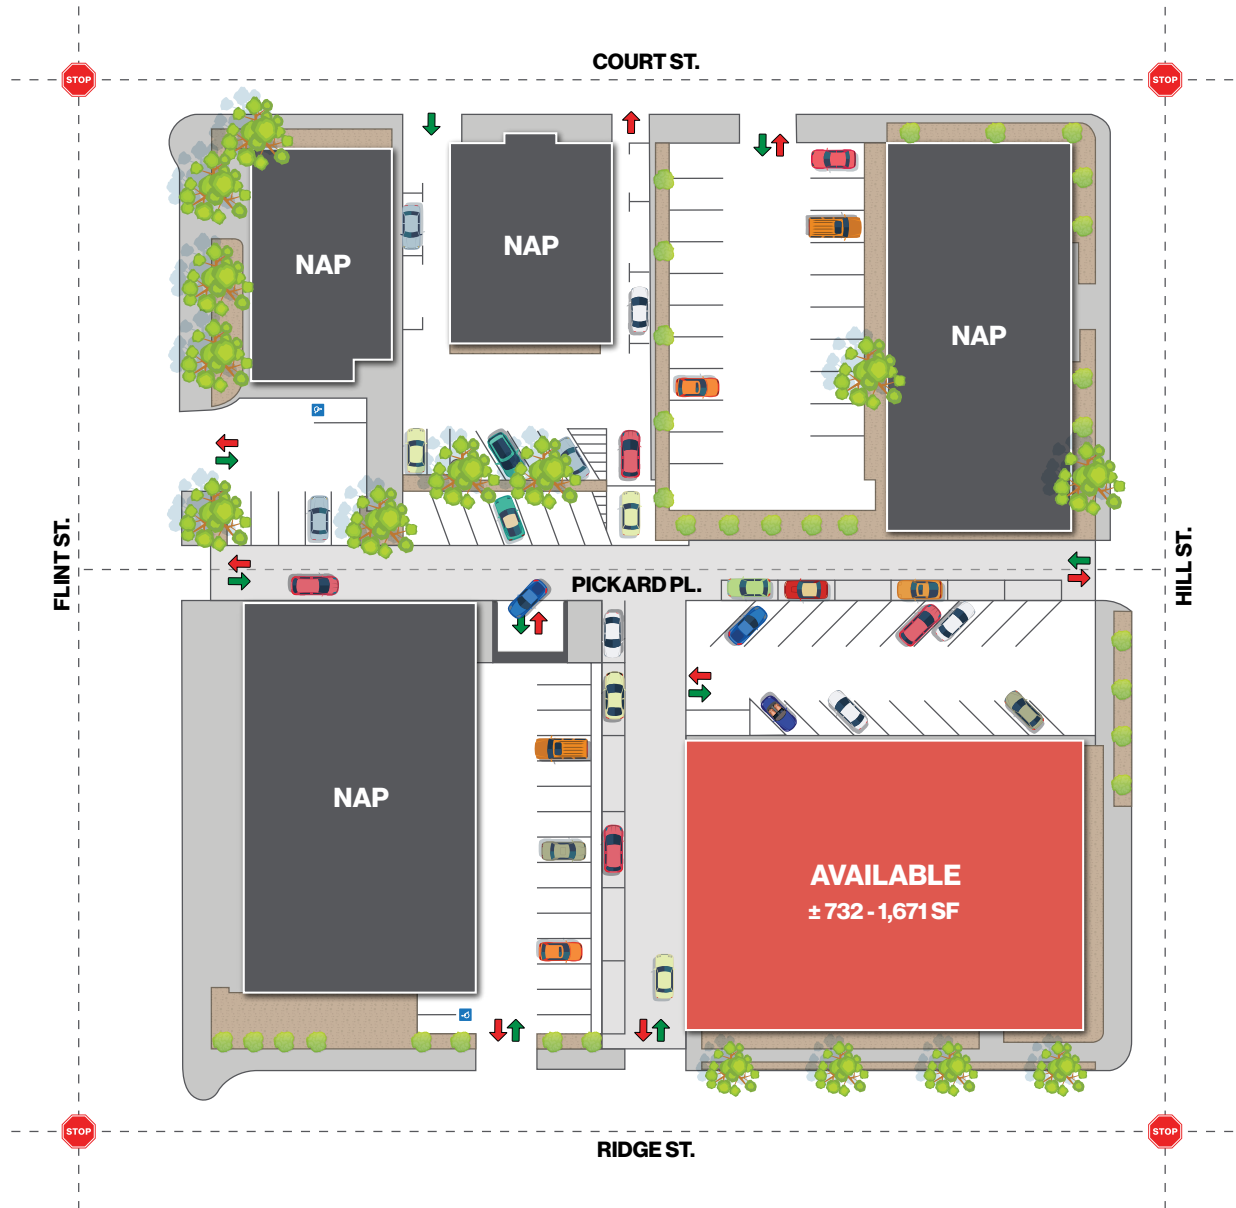 COURT ST.
STOP
STOP
NAP
NAP
NAP
FLINT ST.
PICKARD PL.
HILL ST.
NAP
AVAILABLE
± 732 - 1,671 SF
STOP
STOP
RIDGE ST.